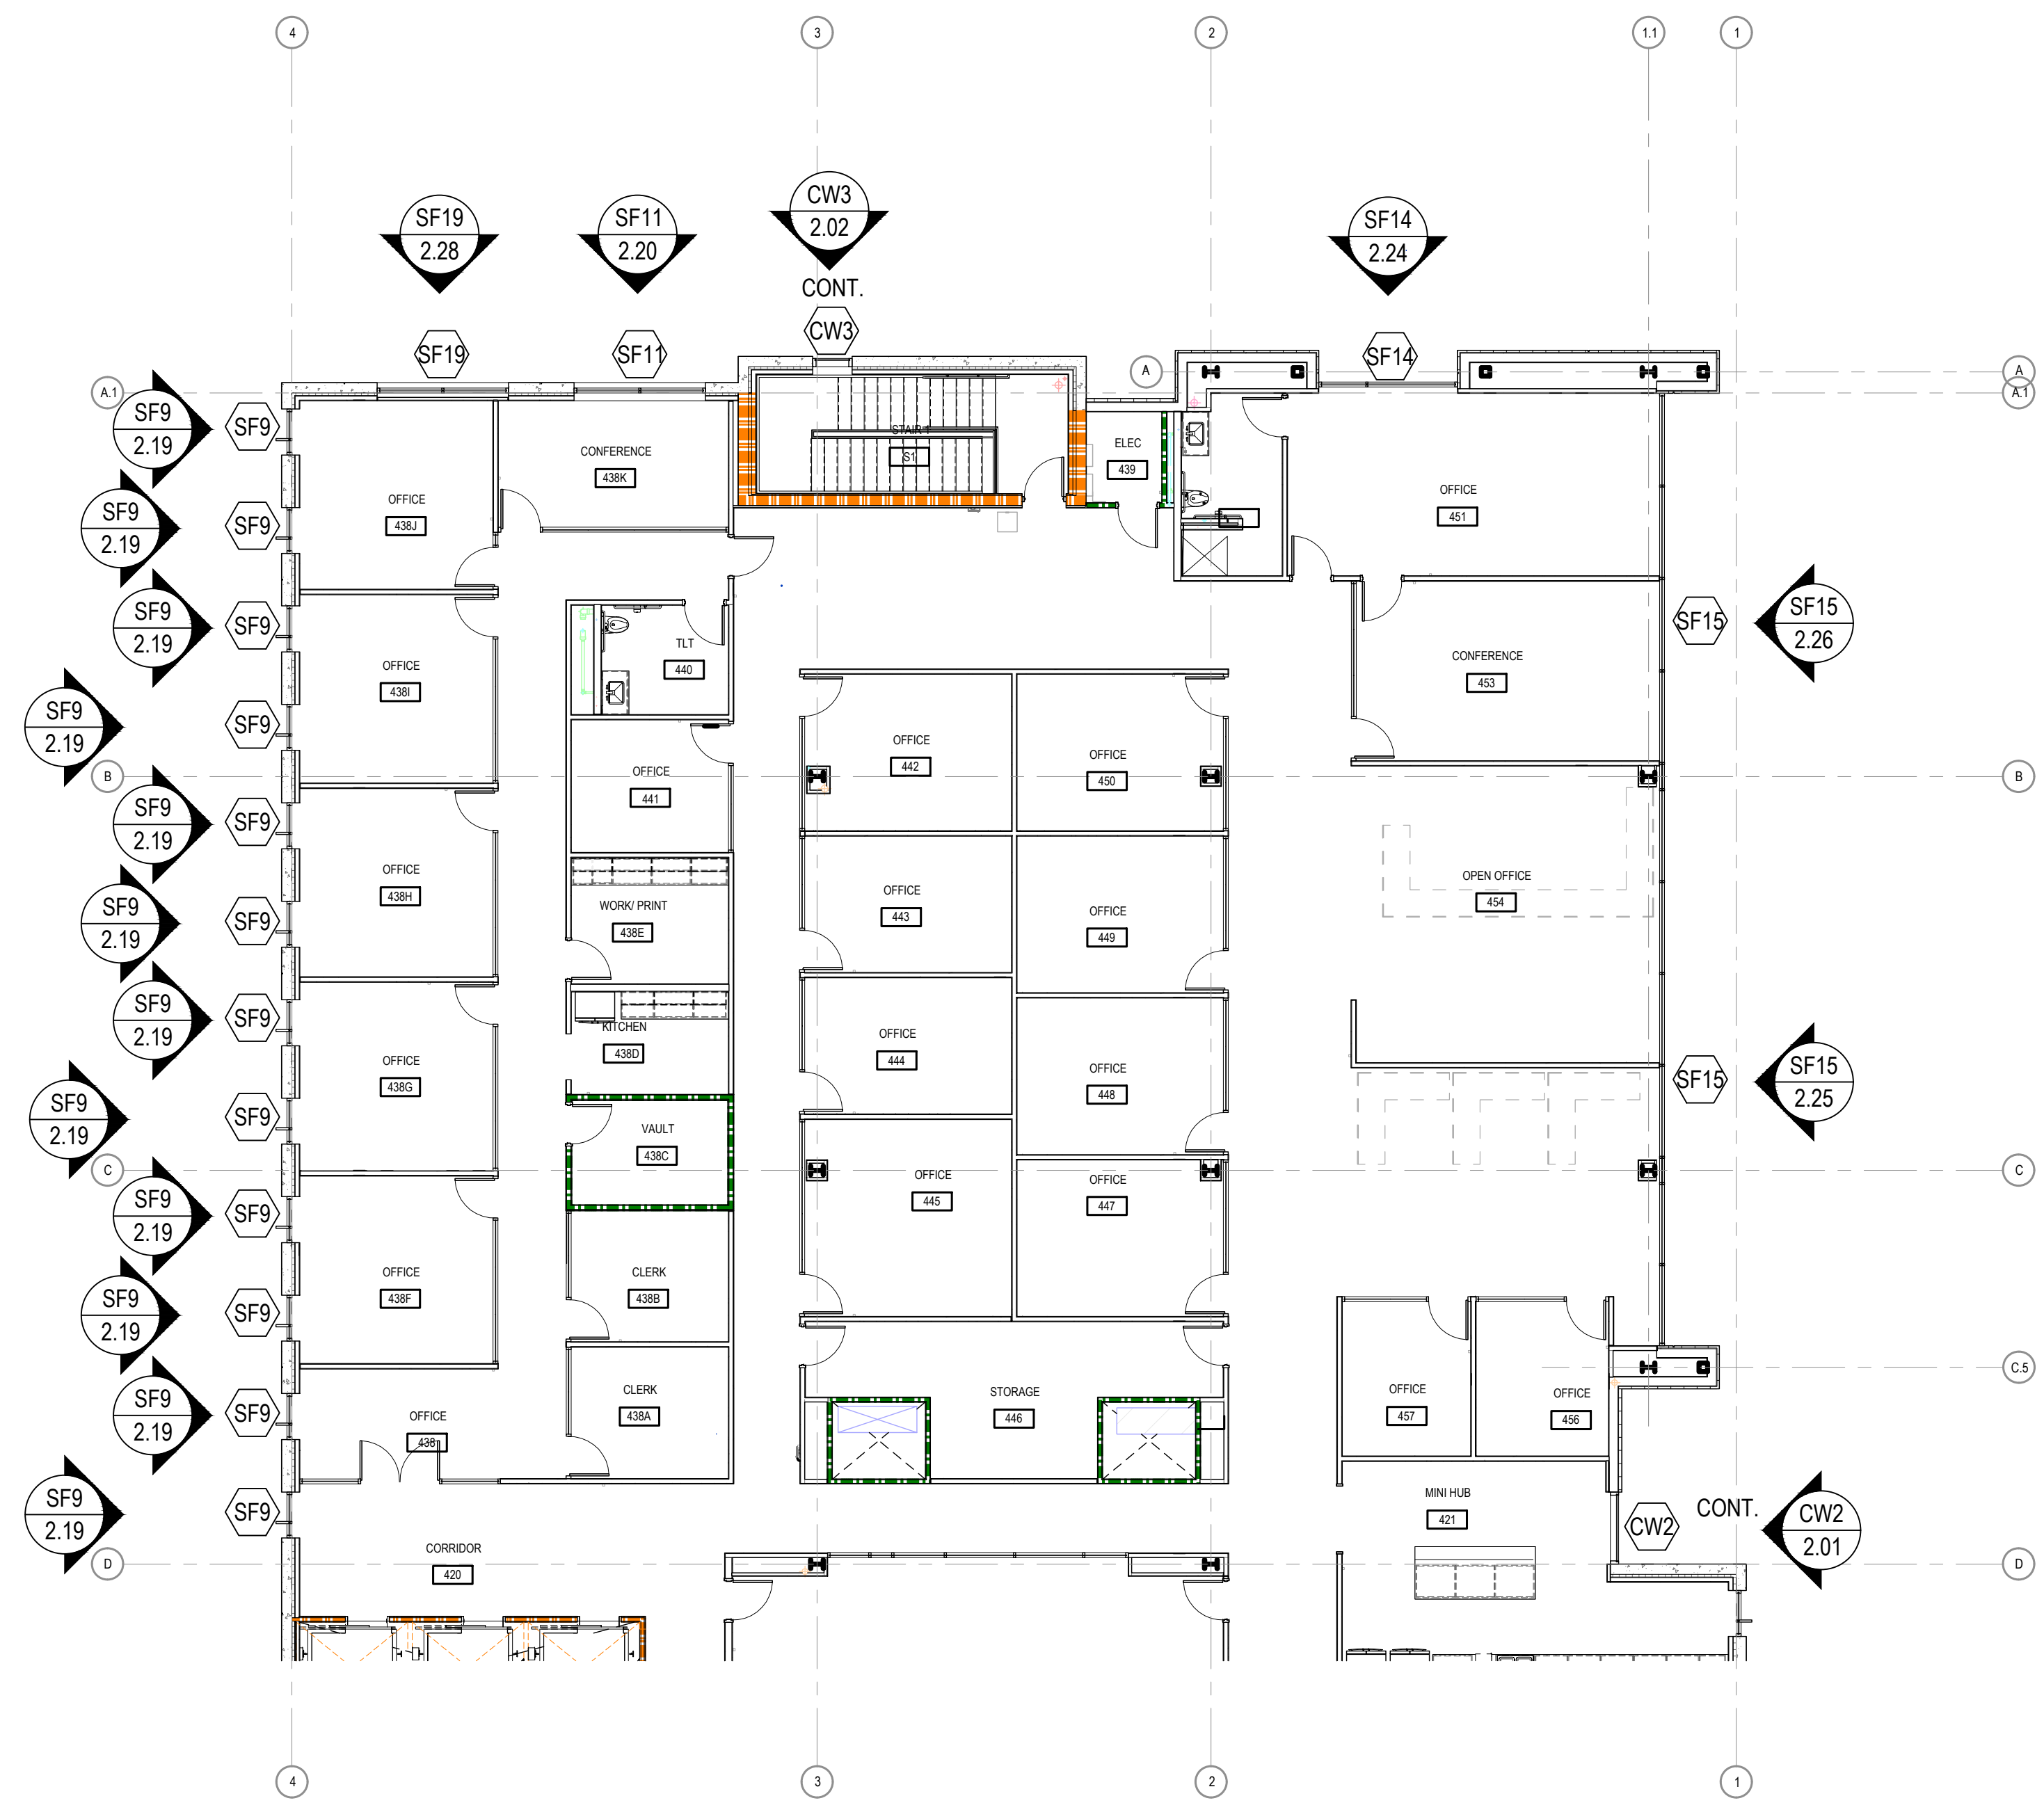 4
3
2
1.1
1
SF19
2.28
SF11
2.20
CW3
2.02
CONT.
SF14
2.24
SF19
SF11
CW3
SF14
A
A
A.1
A.1
SF9
2.19
SF9
SF9
2.19
SF9
SF9
2.19
SF9
SF9
2.19
SF9
B
B
SF9
2.19
SF9
SF9
2.19
SF9
SF9
2.19
SF9
SF9
2.19
SF9
C
C
SF9
2.19
SF9
SF9
2.19
SF9
C.5
SF9
2.19
SF9
SF9
2.19
SF9
D
D
OFFICE
438J
CONFERENCE
438K
STAIR 1
S1
ELEC
439
OFFICE
451
OFFICE
438I
TLT
440
CONFERENCE
453
SF15
SF15
2.26
OFFICE
441
OFFICE
442
OFFICE
450
OFFICE
438H
WORK/ PRINT
438E
OFFICE
443
OFFICE
449
OPEN OFFICE
454
OFFICE
438G
KITCHEN
438D
OFFICE
444
OFFICE
448
SF15
SF15
2.25
VAULT
438C
OFFICE
445
OFFICE
447
OFFICE
438F
CLERK
438B
CLERK
438A
OFFICE
438
STORAGE
446
OFFICE
457
OFFICE
456
MINI HUB
421
CW2
CONT.
CW2
2.01
CORRIDOR
420
4
3
2
1